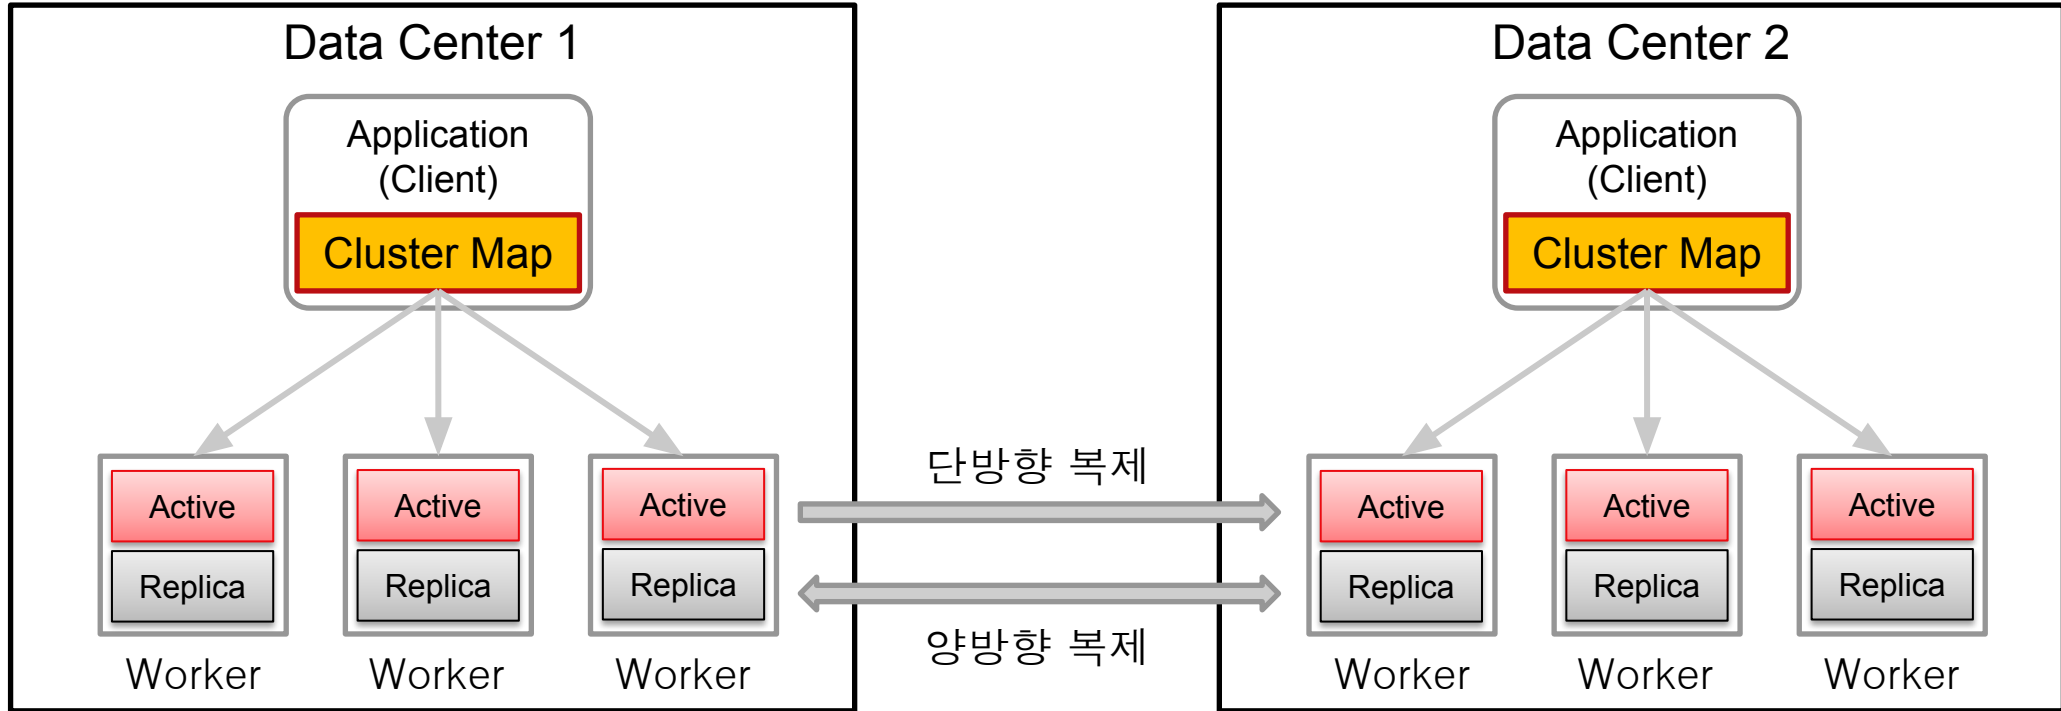 Data Center 1
Application
(Client)
Cluster Map
Active
Replica
Worker
Active
Replica
Worker
Active
Replica
Worker
단방향 복제
양방향 복제
Data Center 2
Application
(Client)
Cluster Map
Active
Replica
Worker
Active
Replica
Worker
Active
Replica
Worker